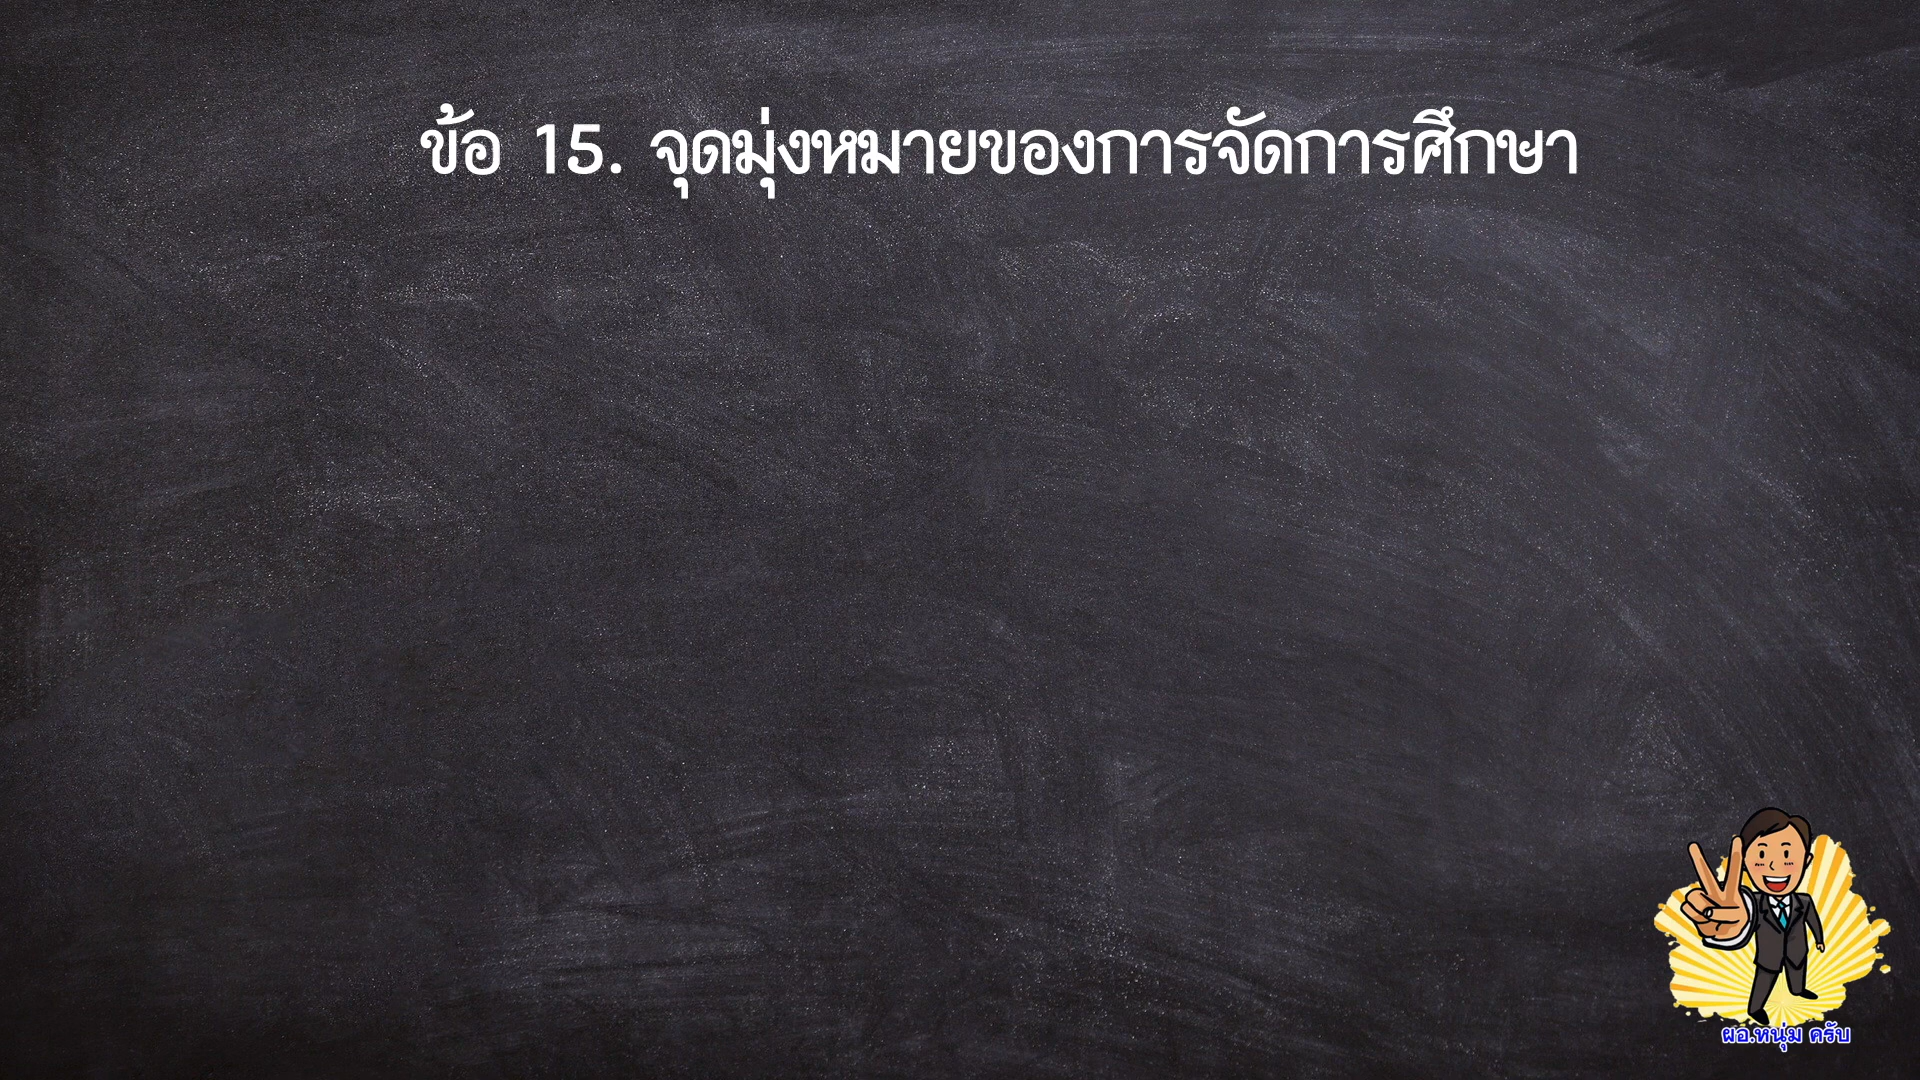 ข้อ 15. จุดมุ่งหมายของการจัดการศึกษา
ผอ.หนุ่ม ครับ